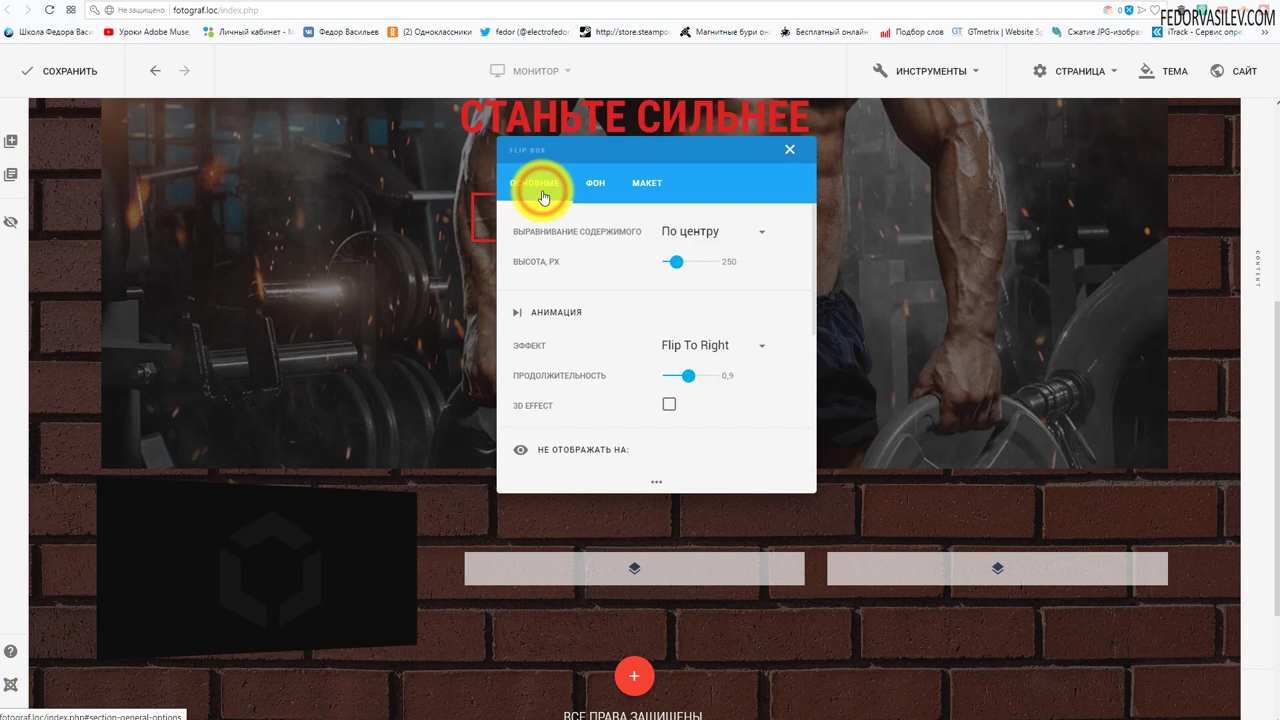 Не защищено fotograf.loc/index.php
0
FEDORVASILEV.COM
Школа Федора Васи
Уроки Adobe Muse,
Личный кабинет - М
Федор Васильев
(2) Одноклассники
fedor (@electrofedor
http://store.steampo
Магнитные бури он
Бесплатный онлайн
Подбор слов
GTmetrix | Website Sp
Сжатие JPG-изобра
iTrack - Сервис опре
СОХРАНИТЬ
МОНИТОР
ИНСТРУМЕНТЫ
СТРАНИЦА
ТЕМА
САЙТ
СТАНЬТЕ СИЛЬНЕЕ
FLIP BOX
ОСНОВНЫЕ
ФОН
МАКЕТ
ВЫРАВНИВАНИЕ СОДЕРЖИМОГО По центру
ВЫСОТА, PX 250
АНИМАЦИЯ
ЭФФЕКТ Flip To Right
ПРОДОЛЖИТЕЛЬНОСТЬ 0,9
3D EFFECT
НЕ ОТОБРАЖАТЬ НА:
CONTENT
ВСЕ ПРАВА ЗАЩИЩЕНЫ
fotograf.loc/index.php#section-general-options